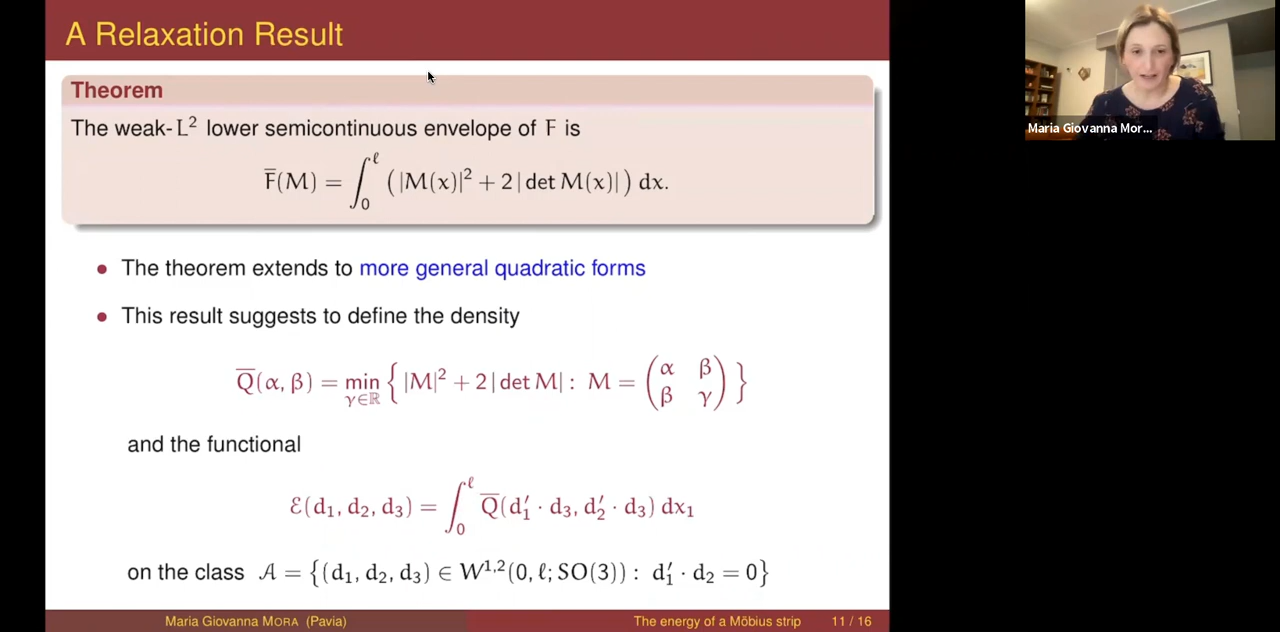 A Relaxation Result
Theorem
The weak-L² lower semicontinuous envelope of F is
F̅(M) = ∫₀^ℓ (|M(x)|² + 2|det M(x)|) dx.
• The theorem extends to more general quadratic forms
• This result suggests to define the density
Q̅(α, β) = min_{γ∈ℝ} { |M|² + 2|det M| : M = (α β; β γ) }
and the functional
ℰ(d₁, d₂, d₃) = ∫₀^ℓ Q̅(d₁′ · d₃, d₂′ · d₃) dx₁
on the class 𝒜 = {(d₁, d₂, d₃) ∈ W^{1,2}(0, ℓ; SO(3)) : d₁′ · d₂ = 0}
Maria Giovanna MORA (Pavia)
The energy of a Möbius strip
11 / 16
Maria Giovanna Mor...